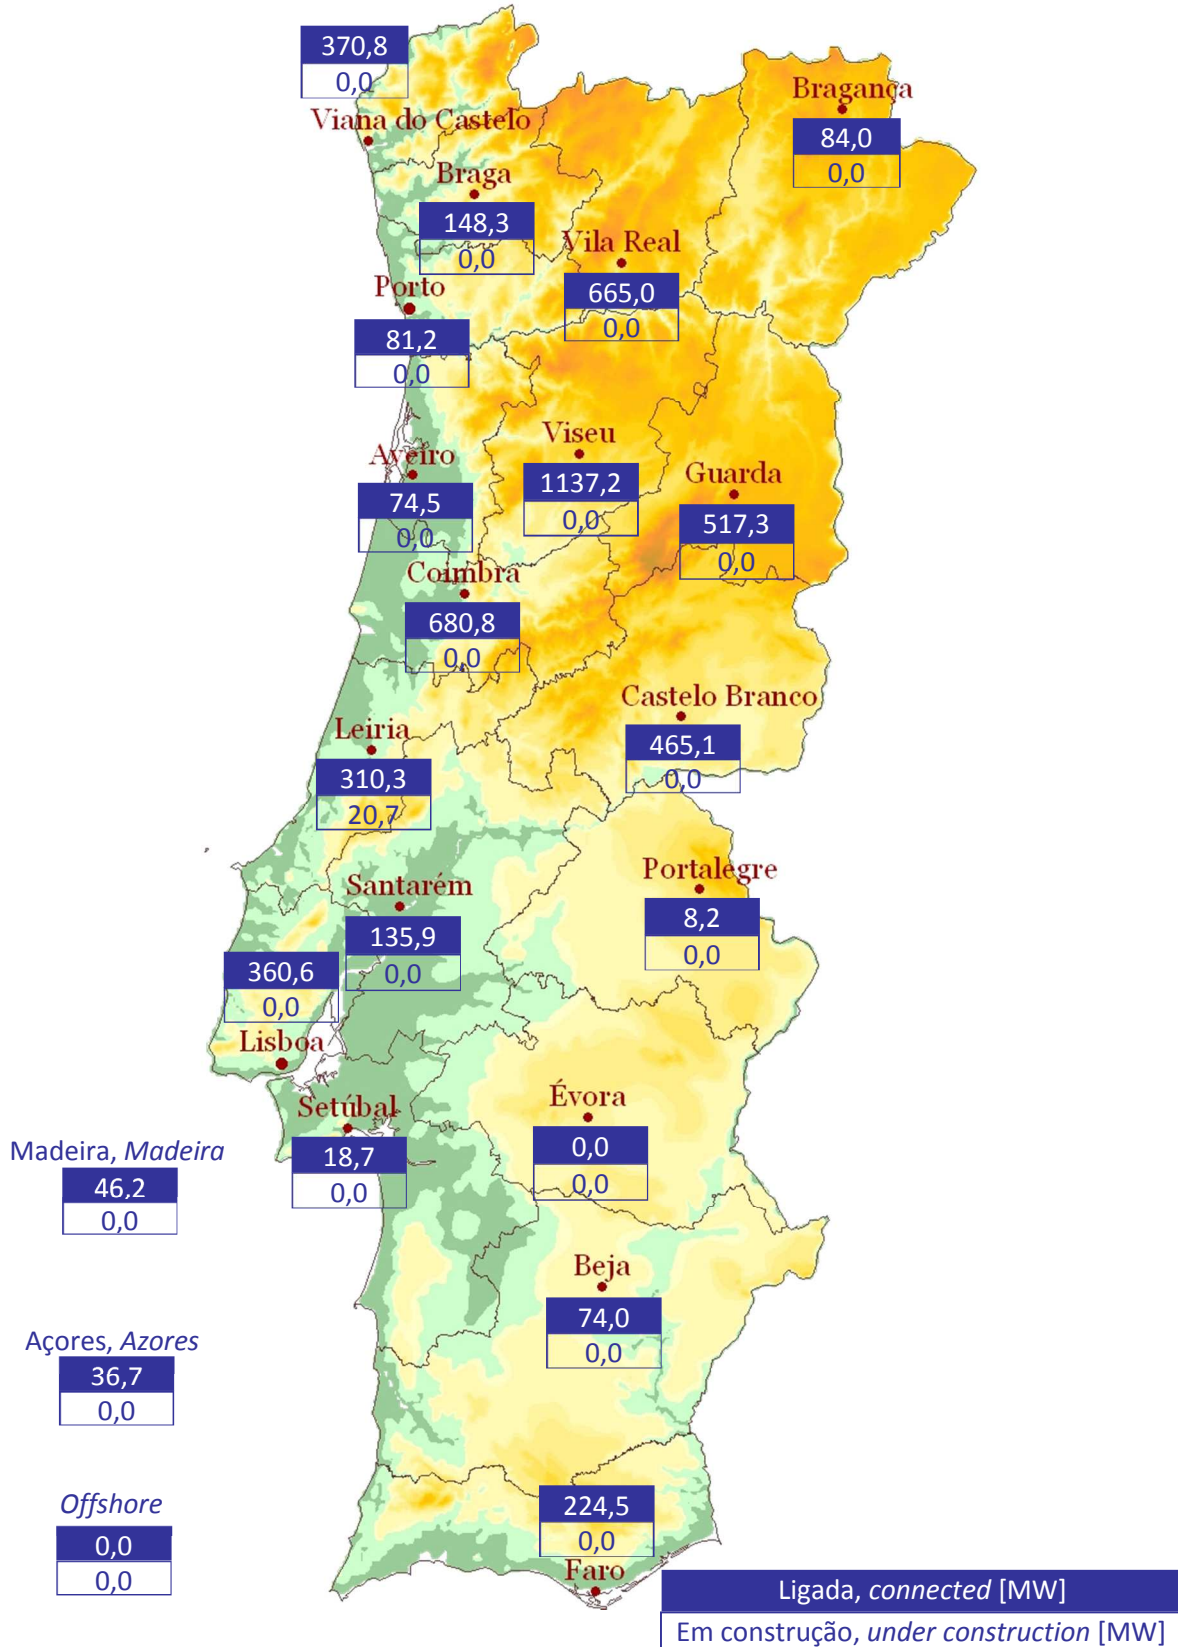 370,8
0,0
Viana do Castelo
Bragança
84,0
0,0
Braga
148,3
0,0
Vila Real
665,0
0,0
Porto
81,2
0,0
Aveiro
74,5
0,0
Viseu
1137,2
0,0
Guarda
517,3
0,0
Coimbra
680,8
0,0
Castelo Branco
465,1
0,0
Leiria
310,3
20,7
Portalegre
8,2
0,0
Santarém
135,9
0,0
360,6
0,0
Lisboa
Setúbal
18,7
0,0
Évora
0,0
0,0
Madeira, Madeira
46,2
0,0
Beja
74,0
0,0
Açores, Azores
36,7
0,0
Offshore
0,0
0,0
224,5
0,0
Faro
Ligada, connected [MW]
Em construção, under construction [MW]